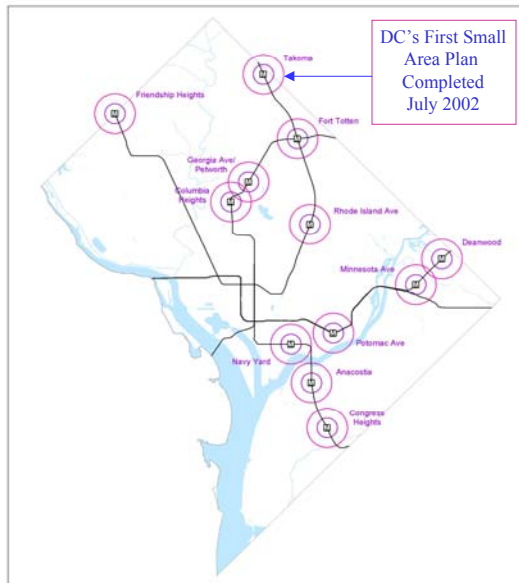 DC's First Small
Area Plan
Completed
July 2002
Takoma
Friendship Heights
Fort Totten
Georgia Ave/
Petworth
Columbia
Heights
Rhode Island Ave
Deanwood
Minnesota Ave
Potomac Ave
Navy Yard
Anacostia
Congress
Heights